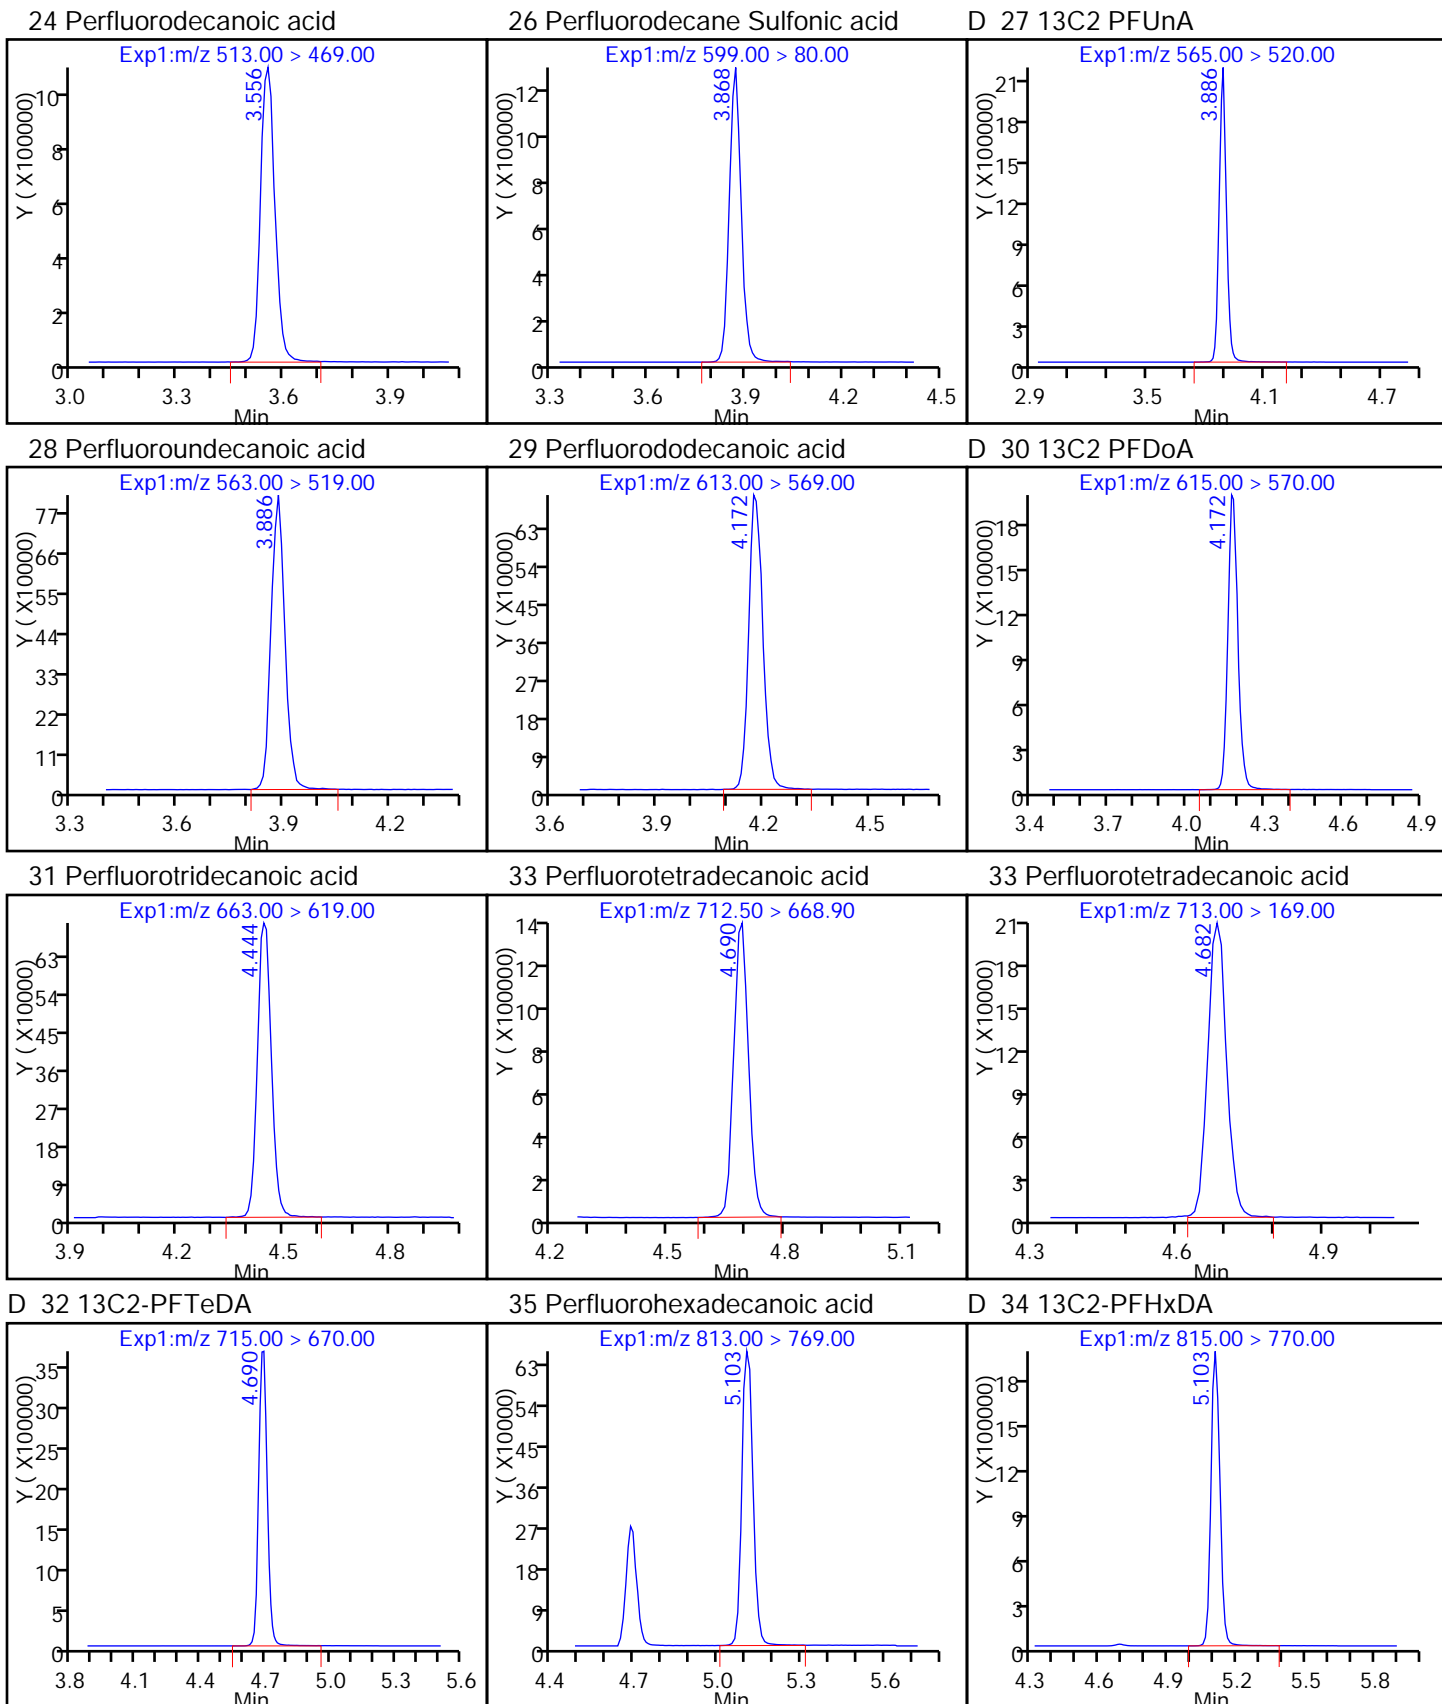 24 Perfluorodecanoic acid
Exp1:m/z 513.00 > 469.00
3.556
Y ( X100000)
10
8
6
4
2
0
3.0 3.3 3.6 3.9
Min
26 Perfluorodecane Sulfonic acid
Exp1:m/z 599.00 > 80.00
3.868
Y ( X100000)
12
10
8
6
4
2
0
3.3 3.6 3.9 4.2 4.5
Min
D 27 13C2 PFUnA
Exp1:m/z 565.00 > 520.00
3.886
Y ( X100000)
21
18
15
12
9
6
3
0
2.9 3.5 4.1 4.7
Min
28 Perfluoroundecanoic acid
Exp1:m/z 563.00 > 519.00
3.886
Y ( X10000)
77
66
55
44
33
22
11
0
3.3 3.6 3.9 4.2
Min
29 Perfluorododecanoic acid
Exp1:m/z 613.00 > 569.00
4.172
Y ( X10000)
63
54
45
36
27
18
9
0
3.6 3.9 4.2 4.5
Min
D 30 13C2 PFDoA
Exp1:m/z 615.00 > 570.00
4.172
Y ( X100000)
18
15
12
9
6
3
0
3.4 3.7 4.0 4.3 4.6 4.9
Min
31 Perfluorotridecanoic acid
Exp1:m/z 663.00 > 619.00
4.444
Y ( X10000)
63
54
45
36
27
18
9
0
3.9 4.2 4.5 4.8
Min
33 Perfluorotetradecanoic acid
Exp1:m/z 712.50 > 668.90
4.690
Y ( X100000)
14
12
10
8
6
4
2
0
4.2 4.5 4.8 5.1
Min
33 Perfluorotetradecanoic acid
Exp1:m/z 713.00 > 169.00
4.682
Y ( X10000)
21
18
15
12
9
6
3
0
4.3 4.6 4.9
Min
D 32 13C2-PFTeDA
Exp1:m/z 715.00 > 670.00
4.690
Y ( X100000)
35
30
25
20
15
10
5
0
3.8 4.1 4.4 4.7 5.0 5.3 5.6
Min
35 Perfluorohexadecanoic acid
Exp1:m/z 813.00 > 769.00
5.103
Y ( X10000)
63
54
45
36
27
18
9
0
4.4 4.7 5.0 5.3 5.6
Min
D 34 13C2-PFHxDA
Exp1:m/z 815.00 > 770.00
5.103
Y ( X100000)
18
15
12
9
6
3
0
4.3 4.6 4.9 5.2 5.5 5.8
Min